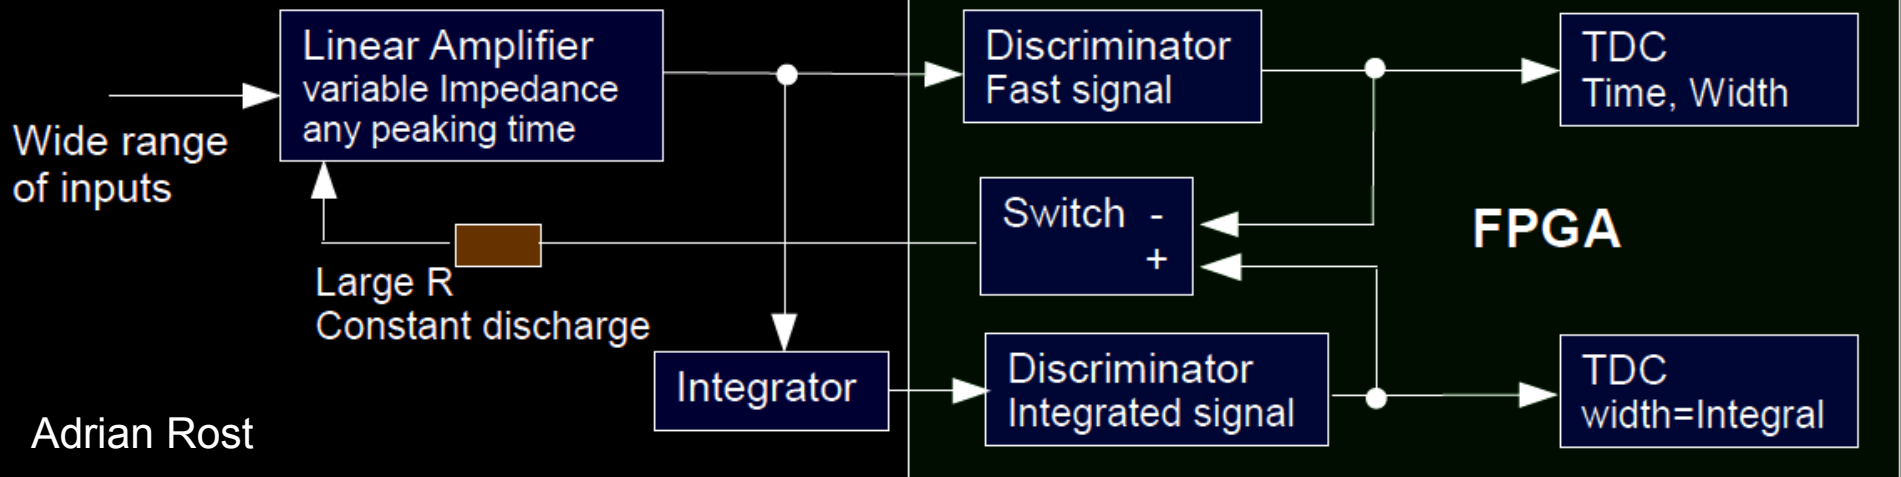 Linear Amplifier
variable Impedance
any peaking time
Discriminator
Fast signal
TDC
Time, Width
Wide range
of inputs
Switch -
+
FPGA
Large R
Constant discharge
Integrator
Discriminator
Integrated signal
TDC
width=Integral
Adrian Rost